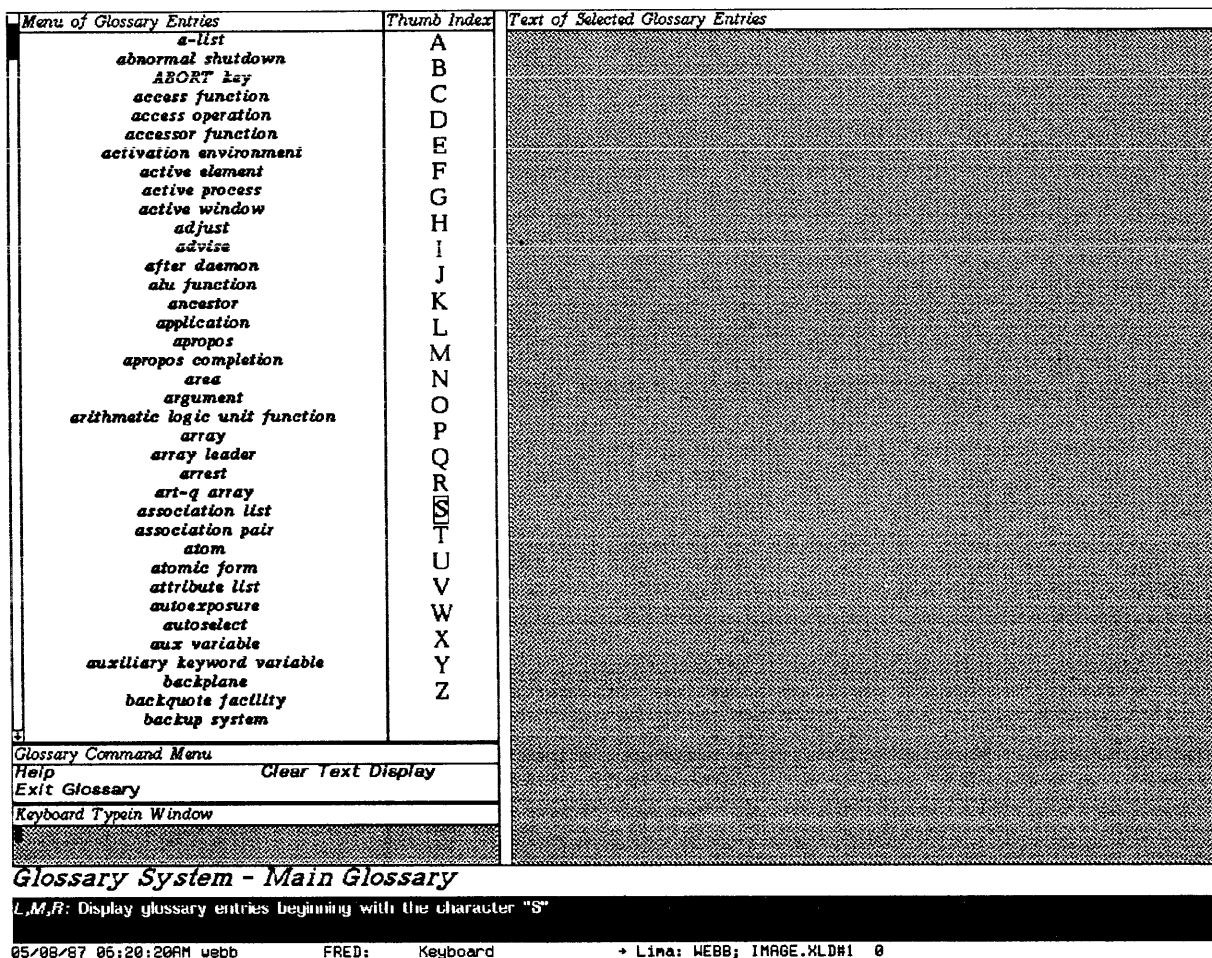 Menu of Glossary Entries
a-list
abnormal shutdown
ABORT key
access function
access operation
accessor function
activation environment
active element
active process
active window
adjust
advise
after daemon
alu function
ancestor
application
apropos
apropos completion
area
argument
arithmetic logic unit function
array
array leader
arrest
art-q array
association list
association pair
atom
atomic form
attribute list
autoexposure
autoselect
aux variable
auxiliary keyword variable
backplane
backquote facility
backup system
Thumb Index
A
B
C
D
E
F
G
H
I
J
K
L
M
N
O
P
Q
R
S
T
U
V
W
X
Y
Z
Text of Selected Glossary Entries
Glossary Command Menu
Help Clear Text Display
Exit Glossary
Keyboard Typein Window
Glossary System - Main Glossary
L,M,R: Display glossary entries beginning with the character "S"
05/08/87 06:20:20AM webb FRED: Keyboard → Lima: WEBB; IMAGE.XLD#1 0